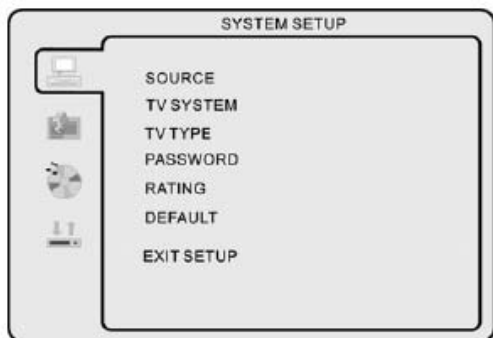 SYSTEM SETUP
SOURCE
TV SYSTEM
TV TYPE
PASSWORD
RATING
DEFAULT
EXIT SETUP